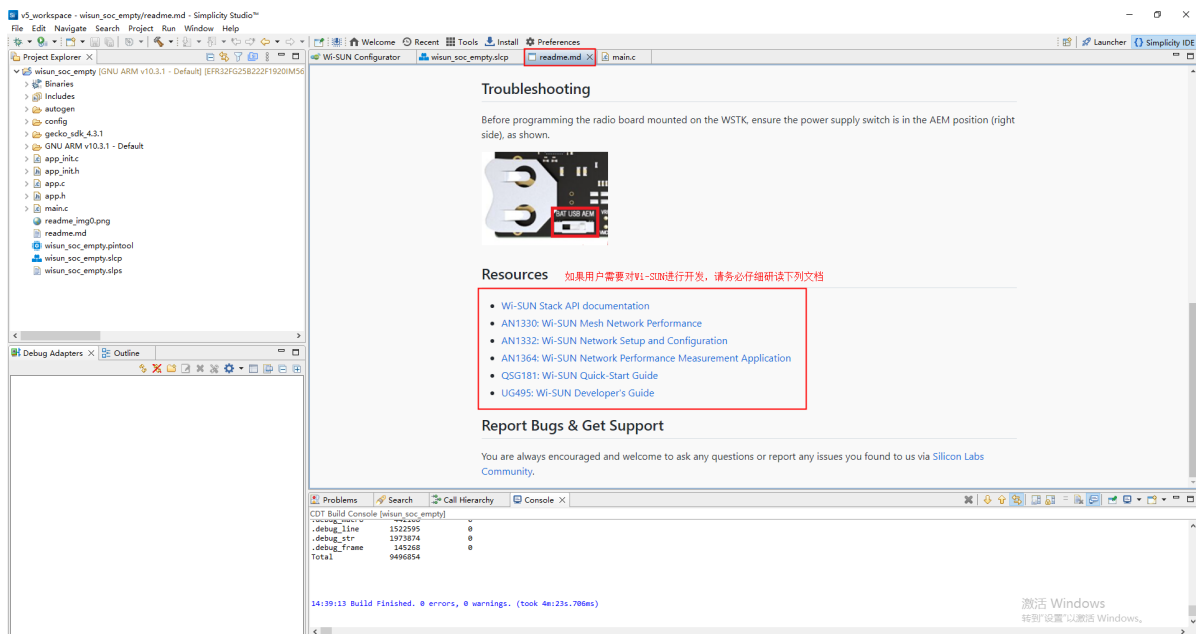 v5_workspace - wisun_soc_empty/readme.md - Simplicity Studio™
File Edit Navigate Search Project Run Window Help
Welcome Recent Tools Install Preferences
Launcher Simplicity IDE
Project Explorer
wisun_soc_empty [GNU ARM v10.3.1 - Default] [EFR32FG25B222F1920IM56
Binaries
Includes
autogen
config
gecko_sdk_4.3.1
GNU ARM v10.3.1 - Default
app_init.c
app_init.h
app.c
app.h
main.c
readme_img0.png
readme.md
wisun_soc_empty.pintool
wisun_soc_empty.slcp
wisun_soc_empty.slps
Debug Adapters Outline
Wi-SUN Configurator wisun_soc_empty.slcp readme.md main.c
Troubleshooting
Before programming the radio board mounted on the WSTK, ensure the power supply switch is in the AEM position (right
side), as shown.
BAT USB AEM
Resources 如果用户需要对Wi-SUN进行开发，请务必仔细研读下列文档
Wi-SUN Stack API documentation
AN1330: Wi-SUN Mesh Network Performance
AN1332: Wi-SUN Network Setup and Configuration
AN1364: Wi-SUN Network Performance Measurement Application
QSG181: Wi-SUN Quick-Start Guide
UG495: Wi-SUN Developer's Guide
Report Bugs & Get Support
You are always encouraged and welcome to ask any questions or report any issues you found to us via Silicon Labs
Community.
Problems Search Call Hierarchy Console
CDT Build Console [wisun_soc_empty]
.debug_line 1522595 0
.debug_str 1973874 0
.debug_frame 145268 0
Total 9496854
14:39:13 Build Finished. 0 errors, 0 warnings. (took 4m:23s.706ms)
激活 Windows
转到"设置"以激活 Windows。